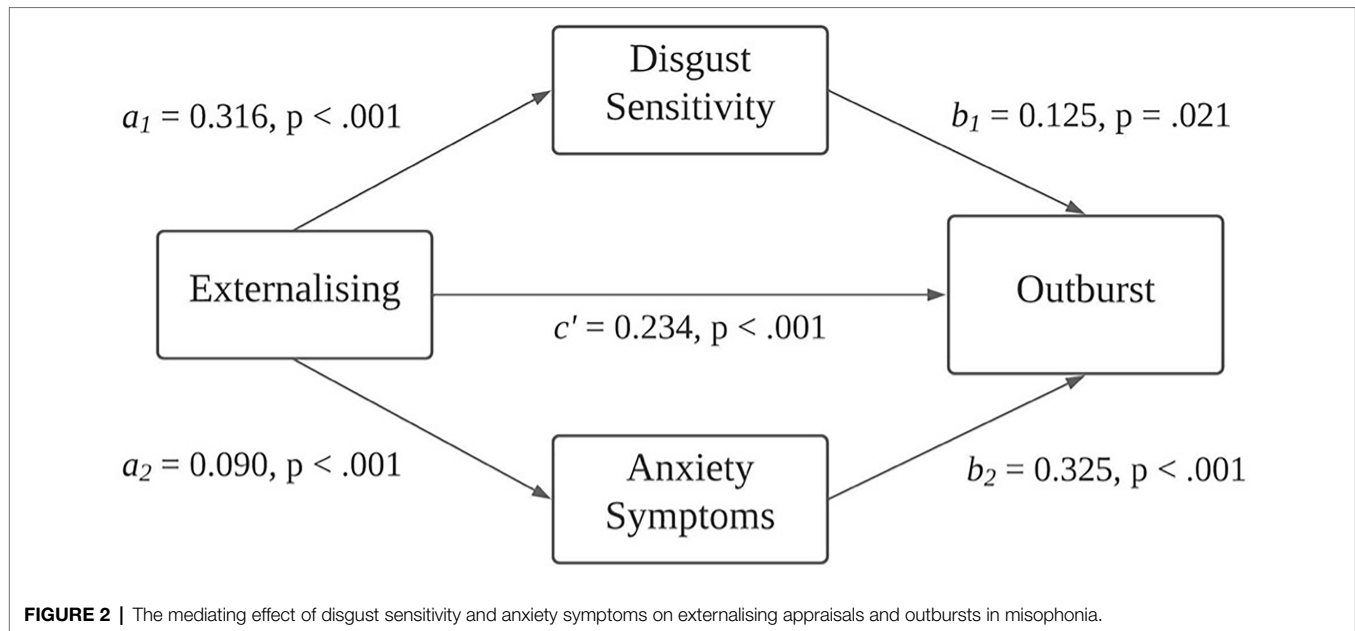 Disgust
Sensitivity
a1 = 0.316, p < .001
b1 = 0.125, p = .021
Externalising
Outburst
c' = 0.234, p < .001
a2 = 0.090, p < .001
Anxiety
Symptoms
b2 = 0.325, p < .001
FIGURE 2 | The mediating effect of disgust sensitivity and anxiety symptoms on externalising appraisals and outbursts in misophonia.